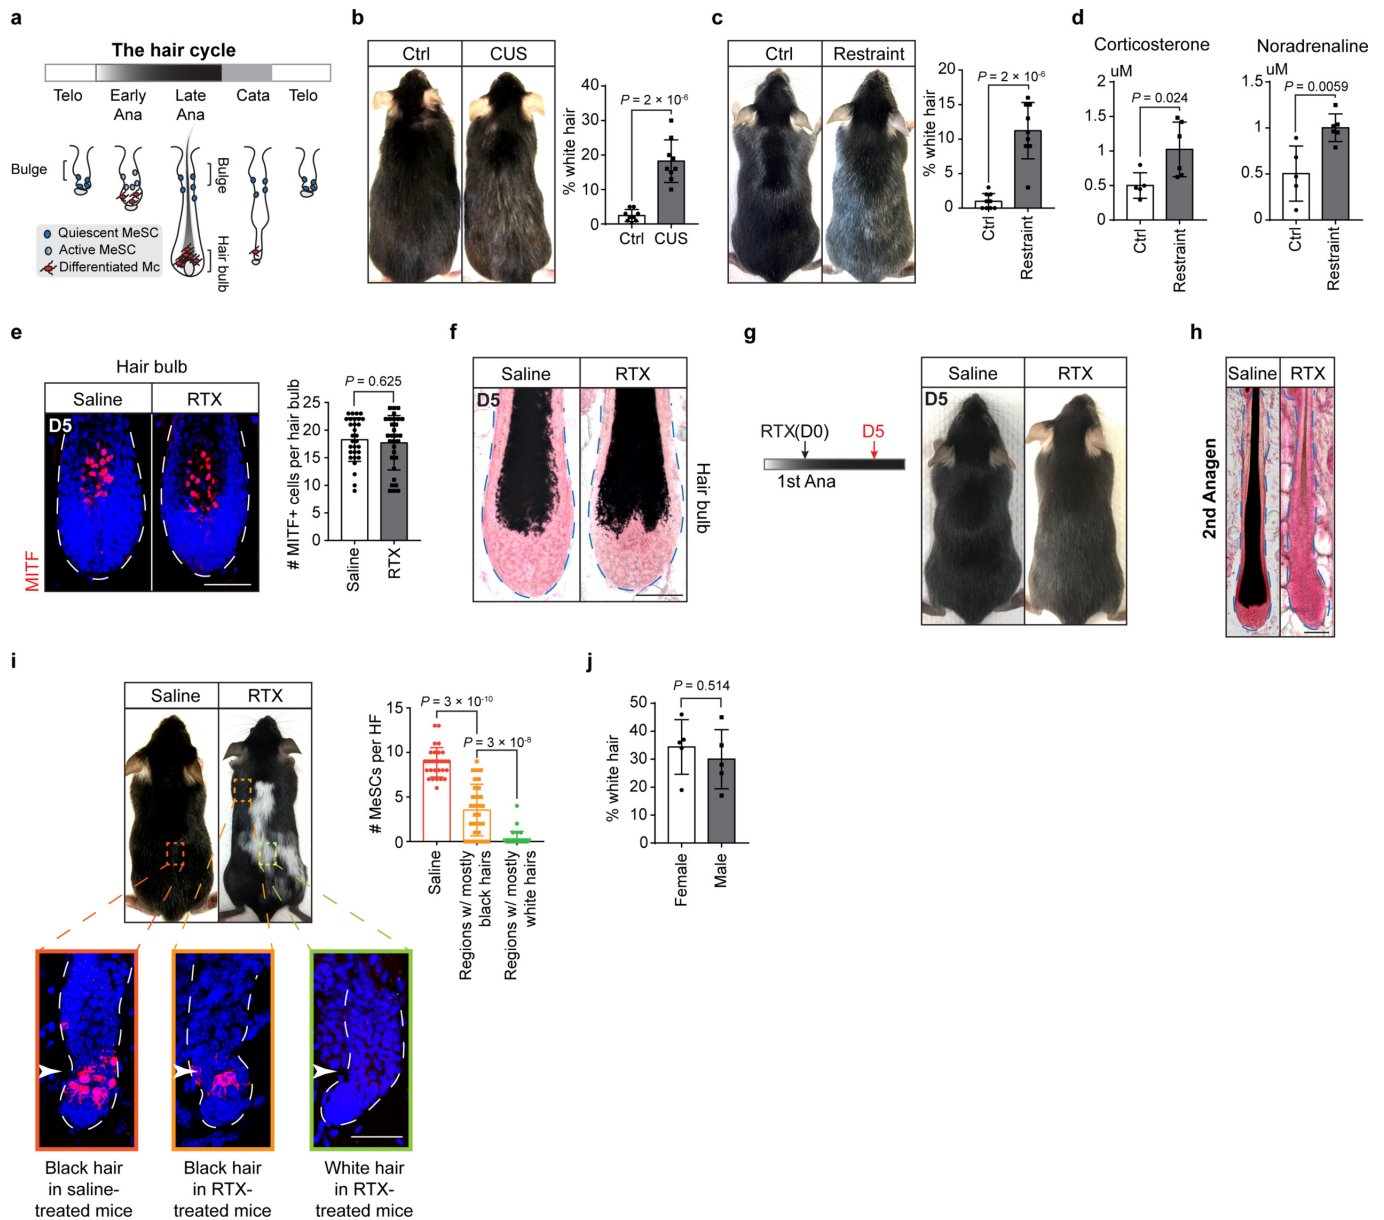 a
The hair cycle
Telo
Early
Ana
Late
Ana
Cata
Telo
Bulge
Bulge
Hair bulb
Quiescent MeSC
Active MeSC
Differentiated Mc
b
Ctrl
CUS
% white hair
40
30
20
10
0
P = 2 × 10-6
Ctrl
CUS
c
Ctrl
Restraint
% white hair
20
15
10
5
0
P = 2 × 10-6
Ctrl
Restraint
d
Corticosterone
uM
2
1.5
1
0.5
0
P = 0.024
Ctrl
Restraint
Noradrenaline
uM
1.5
1
0.5
0
P = 0.0059
Ctrl
Restraint
e
Hair bulb
Saline
RTX
D5
MITF
# MITF+ cells per hair bulb
25
20
15
10
5
0
P = 0.625
Saline
RTX
f
Saline
RTX
D5
Hair bulb
g
RTX(D0)
D5
1st Ana
Saline
RTX
D5
h
Saline
RTX
2nd Anagen
i
Saline
RTX
# MeSCs per HF
15
10
5
0
P = 3 × 10-10
P = 3 × 10-8
Saline
Regions w/ mostly
black hairs
Regions w/ mostly
white hairs
Black hair
in saline-
treated mice
Black hair
in RTX-
treated mice
White hair
in RTX-
treated mice
j
% white hair
50
40
30
20
10
0
P = 0.514
Female
Male